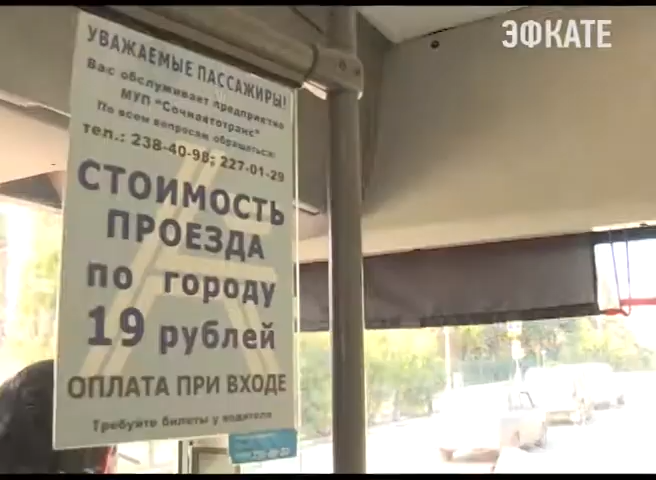 ЭФКАТЕ
УВАЖАЕМЫЕ ПАССАЖИРЫ!
Вас обслуживает предприятие
МУП "Сочиавтотранс"
По всем вопросам обращаться:
тел.: 238-40-98; 227-01-29
СТОИМОСТЬ
ПРОЕЗДА
по городу
19 рублей
ОПЛАТА ПРИ ВХОДЕ
Требуйте билеты у водителя